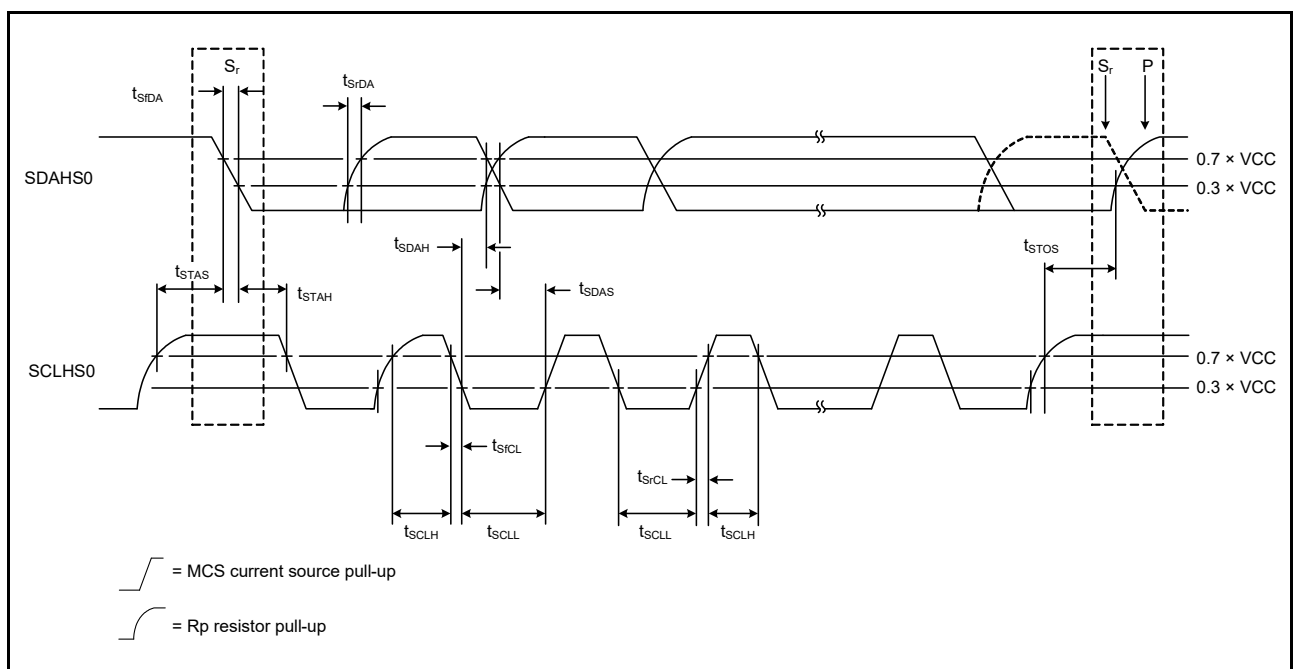 Sr
Sr P
tSfDA
tSrDA
0.7 × VCC
SDAHS0
0.3 × VCC
tSDAH
tSTOS
tSTAS
tSTAH
tSDAS
0.7 × VCC
SCLHS0
0.3 × VCC
tSfCL
tSrCL
tSCLH
tSCLL
tSCLL
tSCLH
= MCS current source pull-up
= Rp resistor pull-up